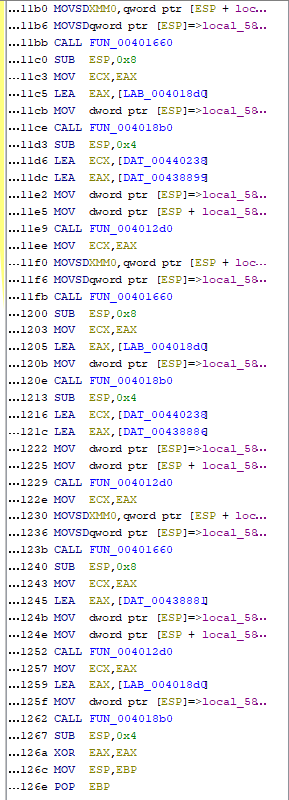 ...11b0 MOVSDXMM0,qword ptr [ESP + loc...
...11b6 MOVSDqword ptr [ESP]=>local_58...
...11bb CALL FUN_00401660
...11c0 SUB ESP,0x8
...11c3 MOV ECX,EAX
...11c5 LEA EAX,[LAB_004018d0]
...11cb MOV dword ptr [ESP]=>local_58...
...11ce CALL FUN_004018b0
...11d3 SUB ESP,0x4
...11d6 LEA ECX,[DAT_00440238]
...11dc LEA EAX,[DAT_00438899]
...11e2 MOV dword ptr [ESP]=>local_58...
...11e5 MOV dword ptr [ESP + local_58...
...11e9 CALL FUN_004012d0
...11ee MOV ECX,EAX
...11f0 MOVSDXMM0,qword ptr [ESP + loc...
...11f6 MOVSDqword ptr [ESP]=>local_58...
...11fb CALL FUN_00401660
...1200 SUB ESP,0x8
...1203 MOV ECX,EAX
...1205 LEA EAX,[LAB_004018d0]
...120b MOV dword ptr [ESP]=>local_58...
...120e CALL FUN_004018b0
...1213 SUB ESP,0x4
...1216 LEA ECX,[DAT_00440238]
...121c LEA EAX,[DAT_00438886]
...1222 MOV dword ptr [ESP]=>local_58...
...1225 MOV dword ptr [ESP + local_58...
...1229 CALL FUN_004012d0
...122e MOV ECX,EAX
...1230 MOVSDXMM0,qword ptr [ESP + loc...
...1236 MOVSDqword ptr [ESP]=>local_58...
...123b CALL FUN_00401660
...1240 SUB ESP,0x8
...1243 MOV ECX,EAX
...1245 LEA EAX,[DAT_00438881]
...124b MOV dword ptr [ESP]=>local_58...
...124e MOV dword ptr [ESP + local_58...
...1252 CALL FUN_004012d0
...1257 MOV ECX,EAX
...1259 LEA EAX,[LAB_004018d0]
...125f MOV dword ptr [ESP]=>local_58...
...1262 CALL FUN_004018b0
...1267 SUB ESP,0x4
...126a XOR EAX,EAX
...126c MOV ESP,EBP
...126e POP EBP